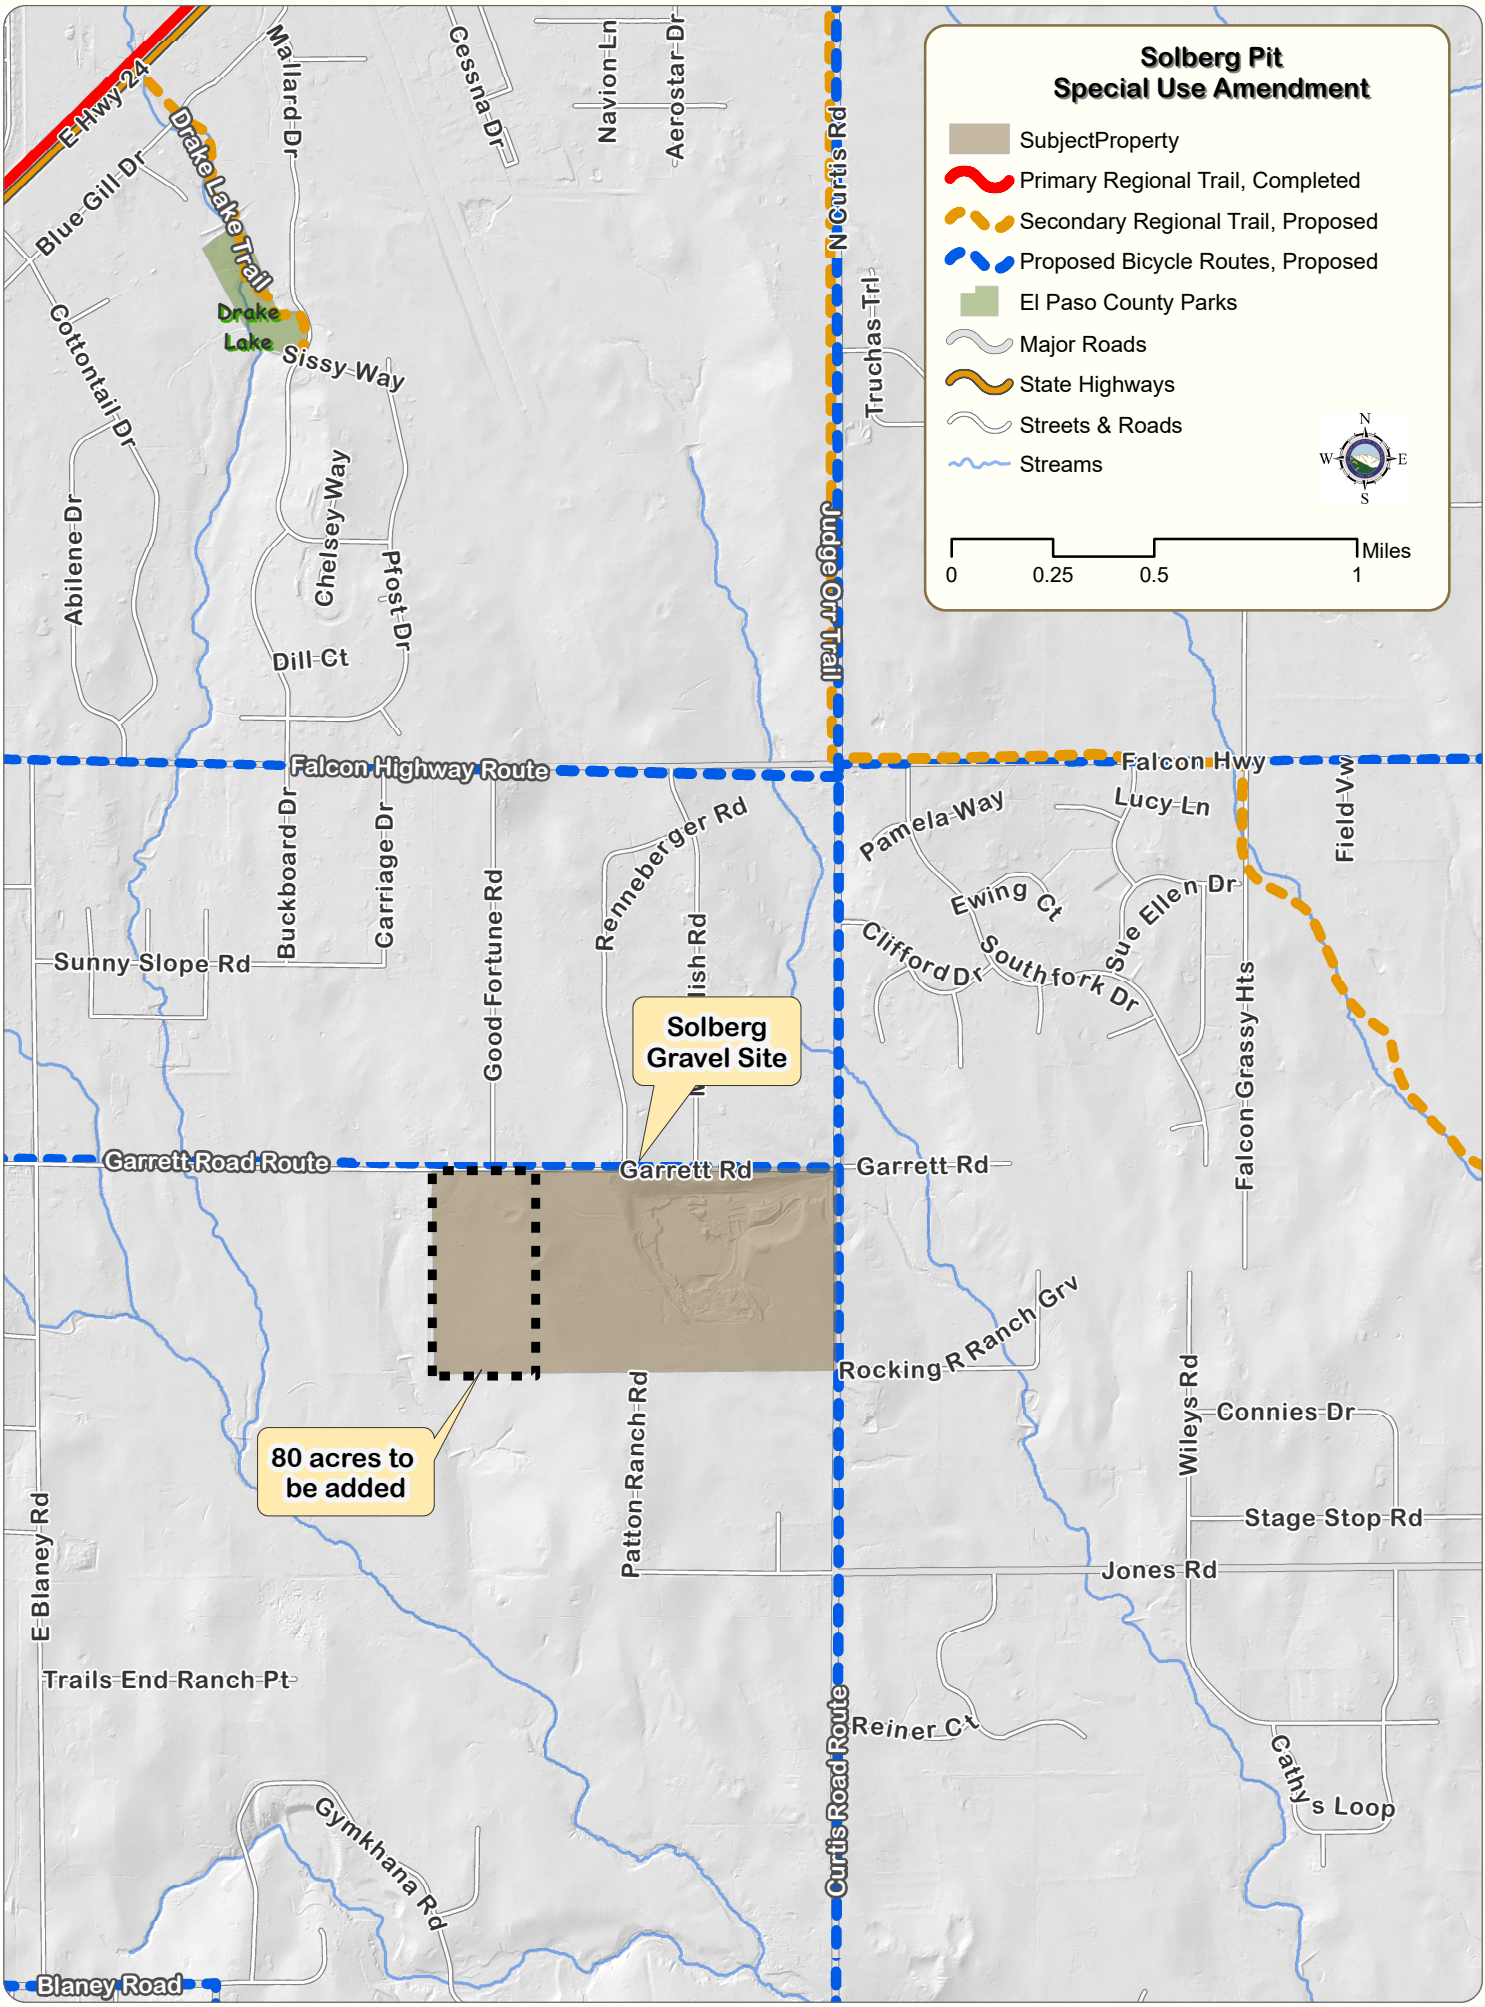 Solberg Pit
Special Use Amendment
SubjectProperty
Primary Regional Trail, Completed
Secondary Regional Trail, Proposed
Proposed Bicycle Routes, Proposed
El Paso County Parks
Major Roads
State Highways
Streets & Roads
Streams
N
W
E
S
Miles
0
0.25
0.5
1
E Hwy 24
Mallard Dr
Cessna Dr
Navion Ln
Aerostar Dr
N Curtis Rd
Drake Lake Trail
Blue Gill Dr
Drake
Lake
Sissy Way
Cottontail Dr
Truchas Trl
Abilene Dr
Chelsey Way
Pfost Dr
Judge Orr Trail
Dill Ct
Falcon Highway Route
Falcon Hwy
Field Vw
Lucy Ln
Pamela Way
Renneberger Rd
Buckboard Dr
Carriage Dr
Good Fortune Rd
Ewing Ct
Sue Ellen Dr
Clifford Dr
Southfork Dr
lish Rd
Sunny Slope Rd
Falcon Grassy Hts
Solberg
Gravel Site
Garrett Road Route
Garrett Rd
Garrett Rd
Rocking R Ranch Grv
Patton Ranch Rd
Wileys Rd
Connies Dr
80 acres to
be added
Stage Stop Rd
E Blaney Rd
Jones Rd
Trails End Ranch Pt
Curtis Road Route
Reiner Ct
Cathy s Loop
Gymkhana Rd
Blaney Road